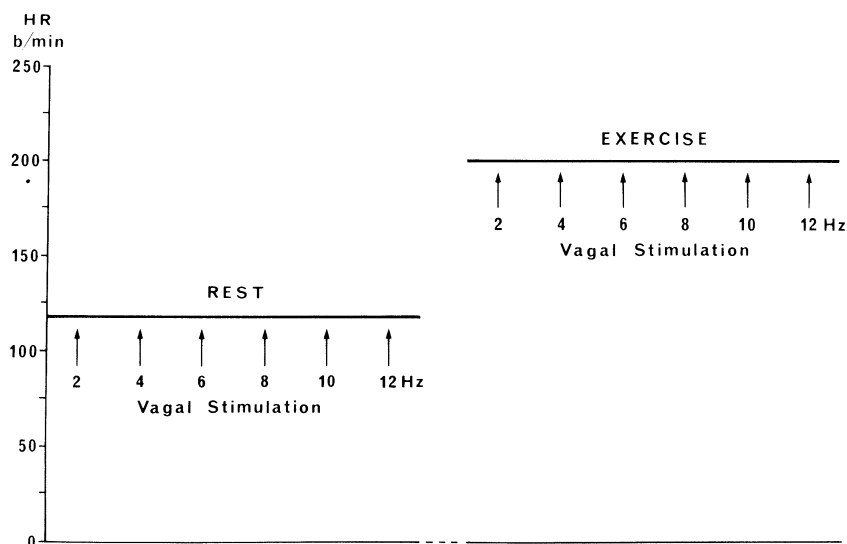 HR
b/min
250
200
150
100
50
0
EXERCISE
2 4 6 8 10 12 Hz
Vagal Stimulation
REST
2 4 6 8 10 12 Hz
Vagal Stimulation